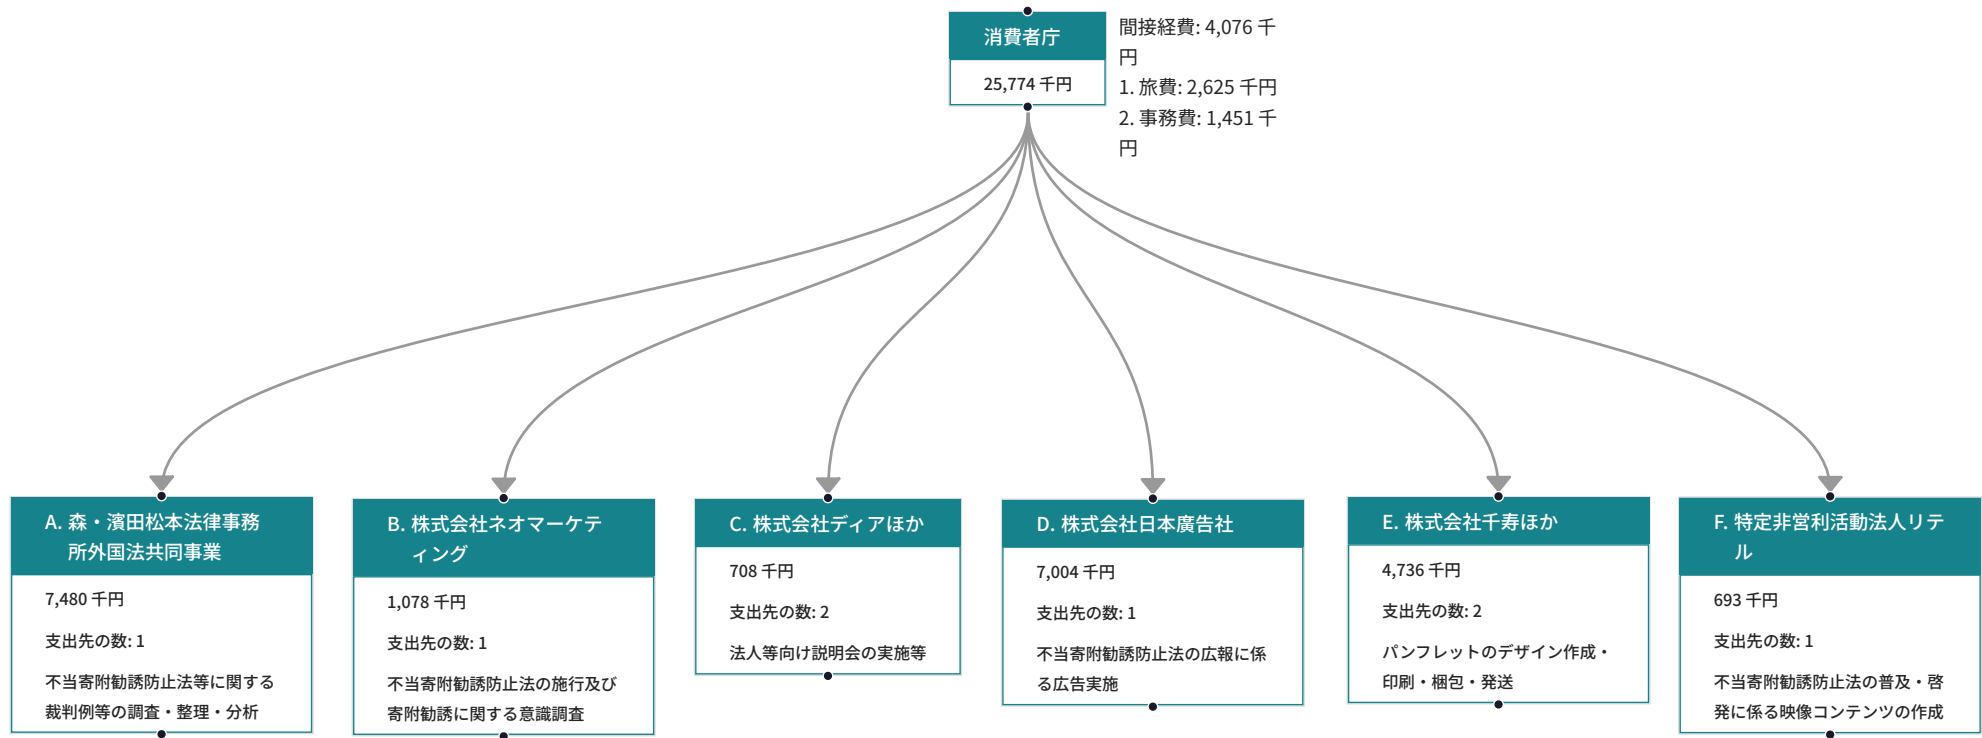 消費者庁
25,774 千円
間接経費: 4,076 千
円
1. 旅費: 2,625 千円
2. 事務費: 1,451 千
円
A. 森・濱田松本法律事務
所外国法共同事業
7,480 千円
支出先の数: 1
不当寄附勧誘防止法等に関する
裁判例等の調査・整理・分析
B. 株式会社ネオマーケテ
ィング
1,078 千円
支出先の数: 1
不当寄附勧誘防止法の施行及び
寄附勧誘に関する意識調査
C. 株式会社ディアほか
708 千円
支出先の数: 2
法人等向け説明会の実施等
D. 株式会社日本廣告社
7,004 千円
支出先の数: 1
不当寄附勧誘防止法の広報に係
る広告実施
E. 株式会社千寿ほか
4,736 千円
支出先の数: 2
パンフレットのデザイン作成・
印刷・梱包・発送
F. 特定非営利活動法人リテ
ル
693 千円
支出先の数: 1
不当寄附勧誘防止法の普及・啓
発に係る映像コンテンツの作成